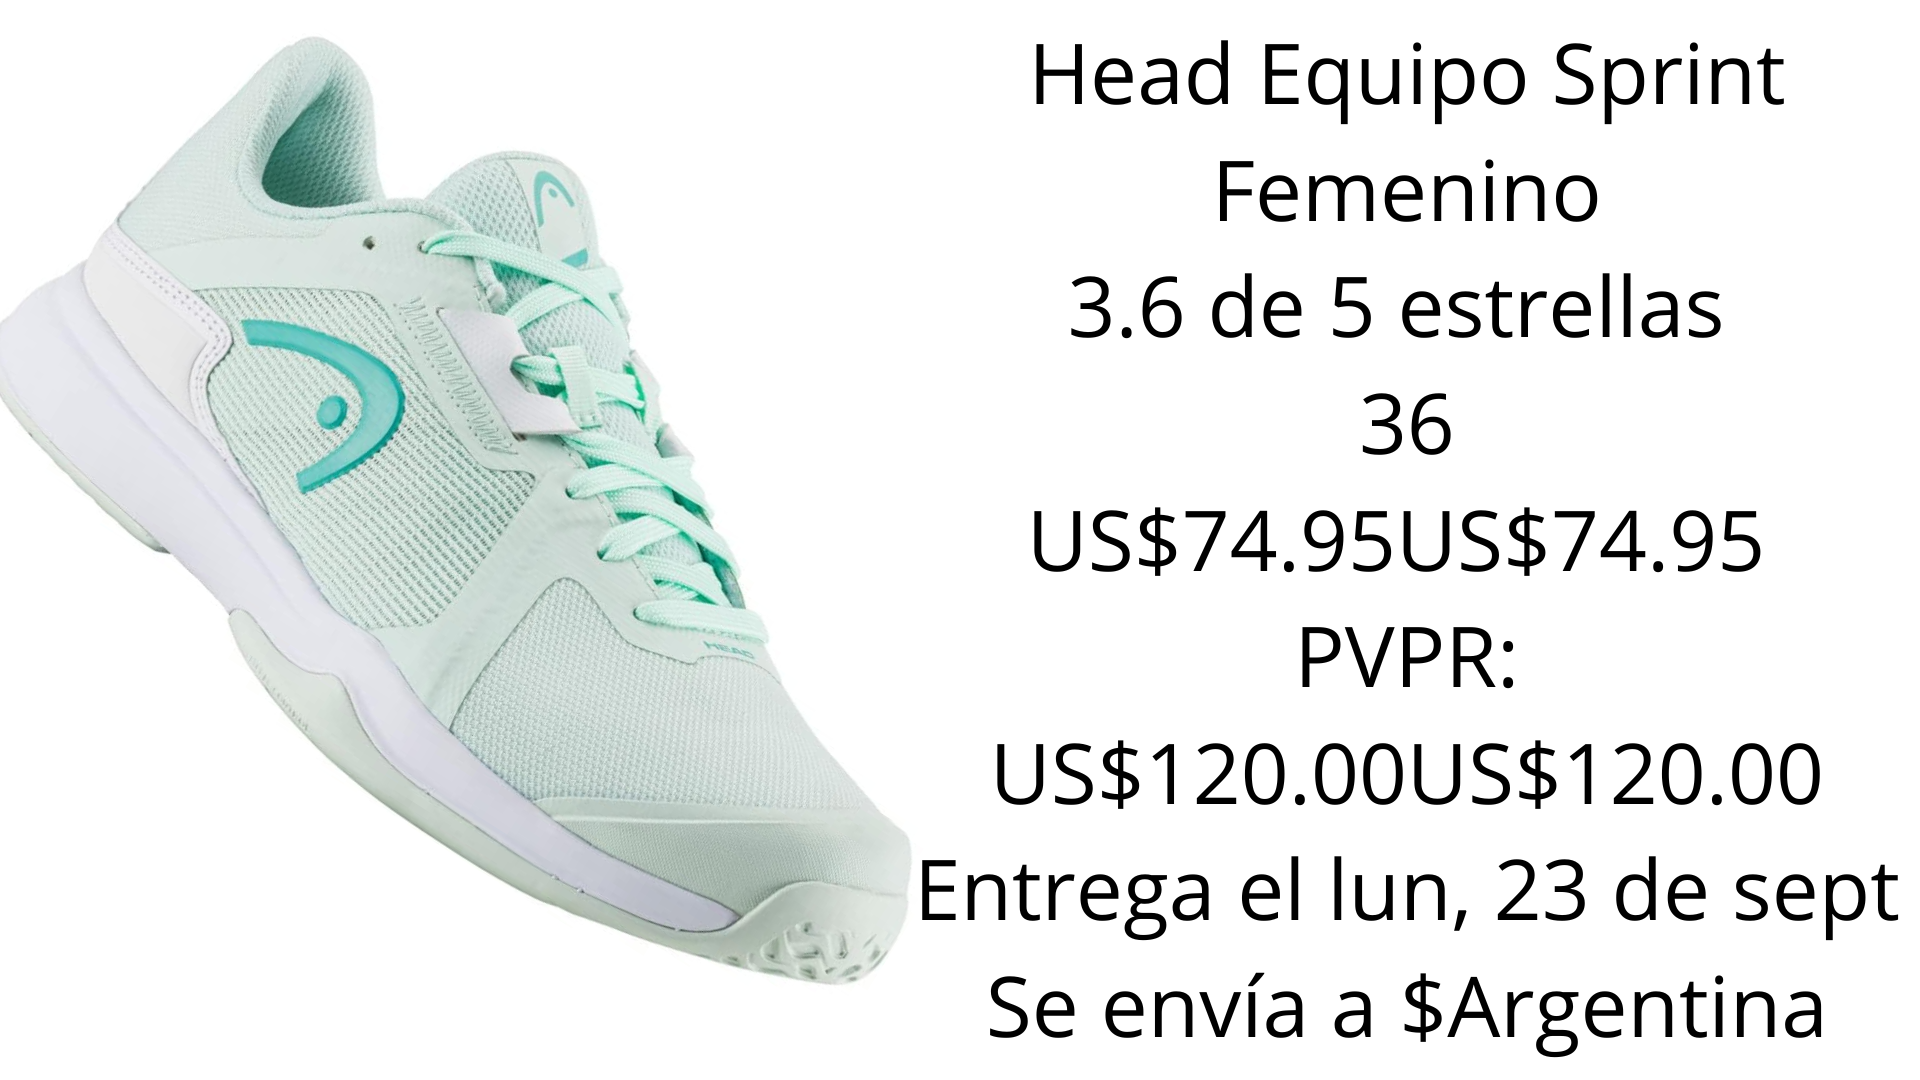 Head Equipo Sprint
Femenino
3.6 de 5 estrellas
36
US$74.95US$74.95
PVPR:
US$120.00US$120.00
Entrega el lun, 23 de sept
Se envía a $Argentina
HEAD